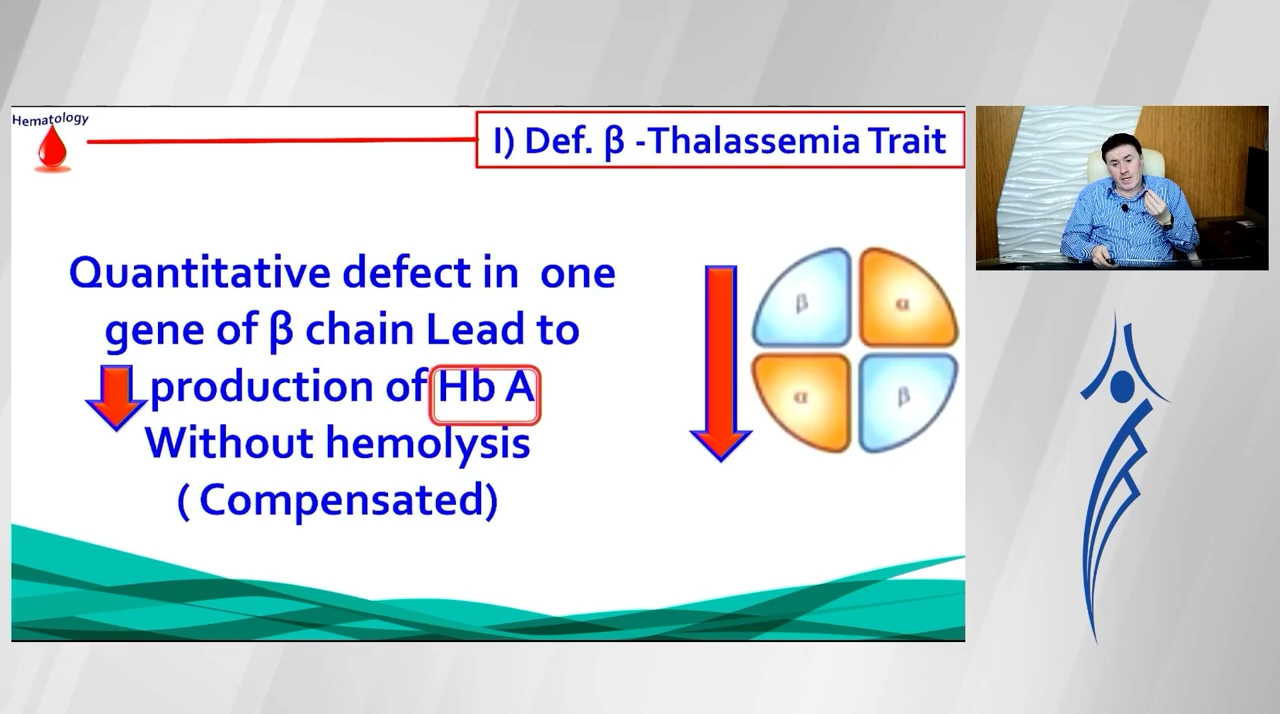 Hematology
I) Def. β -Thalassemia Trait
Quantitative defect in one
gene of β chain Lead to
production of Hb A
Without hemolysis
( Compensated)
β
α
α
β